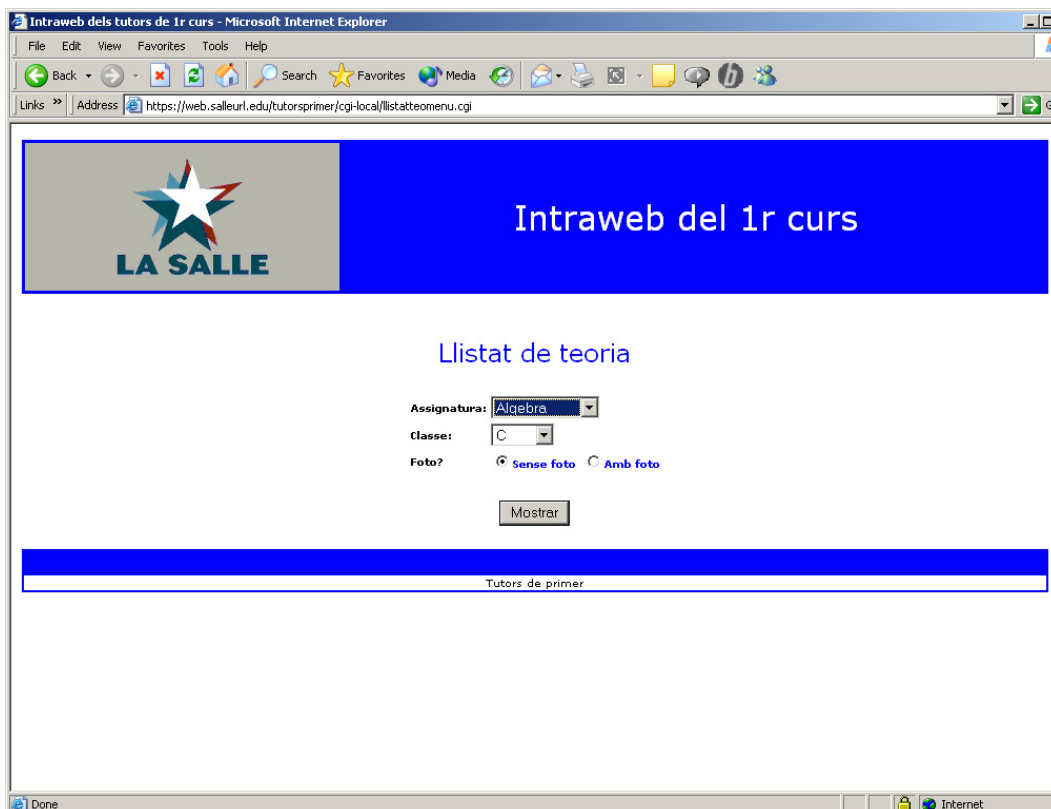 Intraweb dels tutors de 1r curs - Microsoft Internet Explorer
File Edit View Favorites Tools Help
Back Search Favorites Media
Links » Address https://web.salleurl.edu/tutorsprimer/cgi-local/llistatteomenu.cgi
LA SALLE
Intraweb del 1r curs
Llistat de teoria
Assignatura: Algebra
Classe: C
Foto? Sense foto Amb foto
Mostrar
Tutors de primer
Done Internet